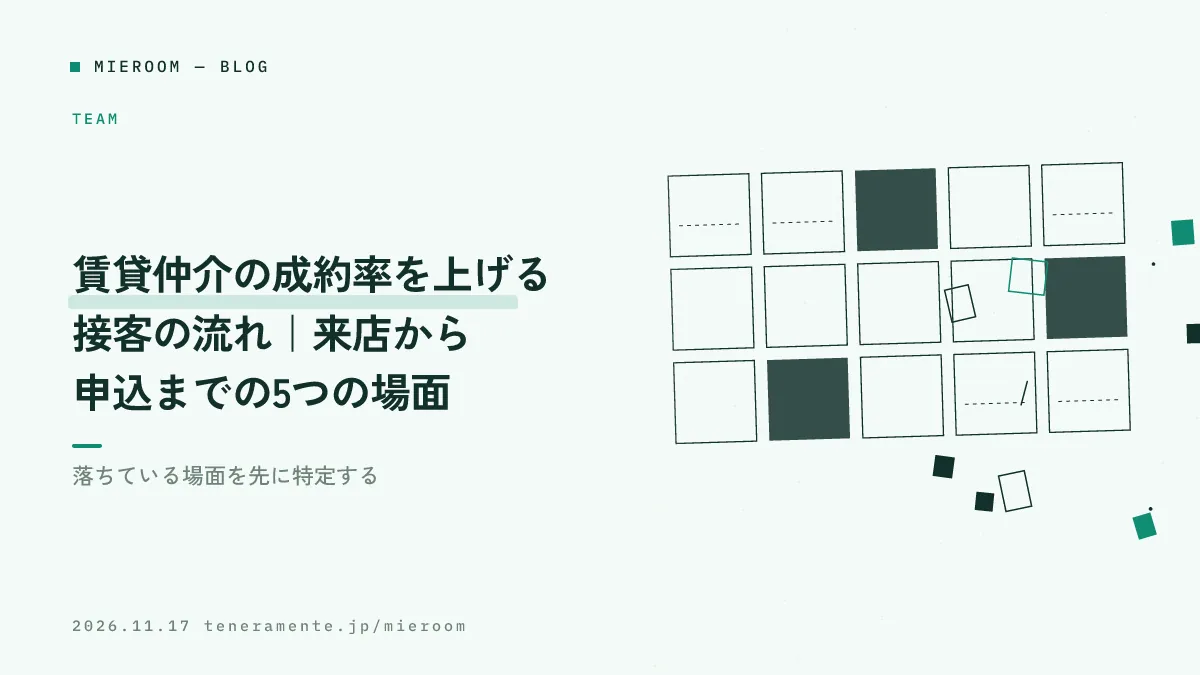 MIEROOM — BLOG
TEAM
賃貸仲介の成約率を上げる
接客の流れ｜来店から
申込までの5つの場面
落ちている場面を先に特定する
2026.11.17 teneramente.jp/mieroom